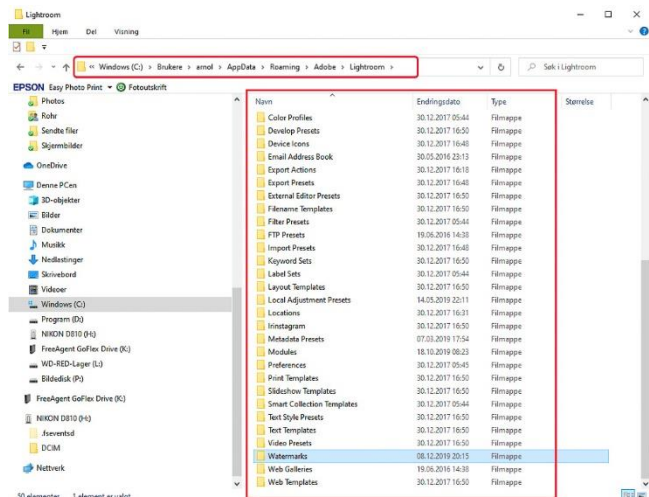 Lightroom
Fil Hjem Del Visning
« Windows (C:) › Brukere › arnol › AppData › Roaming › Adobe › Lightroom ›
Søk i Lightroom
EPSON Easy Photo Print Fotoutskrift
Photos
Rohr
Sendte filer
Skjermbilder
OneDrive
Denne PCen
3D-objekter
Bilder
Dokumenter
Musikk
Nedlastinger
Skrivebord
Videoer
Windows (C:)
Program (D:)
NIKON D810 (H:)
FreeAgent GoFlex Drive (K:)
WD-RED-Lager (L:)
Bildedisk (P:)
FreeAgent GoFlex Drive (K:)
NIKON D810 (H:)
.fseventsd
DCIM
Nettverk
Navn Endringsdato Type Størrelse
Color Profiles 30.12.2017 05:44 Filmappe
Develop Presets 30.12.2017 16:50 Filmappe
Device Icons 30.12.2017 16:48 Filmappe
Email Address Book 30.05.2016 23:13 Filmappe
Export Actions 30.12.2017 16:18 Filmappe
Export Presets 30.12.2017 16:48 Filmappe
External Editor Presets 30.12.2017 16:50 Filmappe
Filename Templates 30.12.2017 16:50 Filmappe
Filter Presets 30.12.2017 05:44 Filmappe
FTP Presets 19.06.2016 14:38 Filmappe
Import Presets 30.12.2017 16:48 Filmappe
Keyword Sets 30.12.2017 16:50 Filmappe
Label Sets 30.12.2017 05:44 Filmappe
Layout Templates 30.12.2017 16:50 Filmappe
Local Adjustment Presets 14.05.2019 22:11 Filmappe
Locations 30.12.2017 16:31 Filmappe
lrinstagram 30.12.2017 16:50 Filmappe
Metadata Presets 07.03.2019 17:54 Filmappe
Modules 18.10.2019 08:23 Filmappe
Preferences 30.12.2017 05:45 Filmappe
Print Templates 30.12.2017 16:50 Filmappe
Slideshow Templates 30.12.2017 16:50 Filmappe
Smart Collection Templates 30.12.2017 05:44 Filmappe
Text Style Presets 30.12.2017 16:50 Filmappe
Text Templates 30.12.2017 16:50 Filmappe
Video Presets 30.12.2017 16:50 Filmappe
Watermarks 08.12.2019 20:15 Filmappe
Web Galleries 19.06.2016 14:38 Filmappe
Web Templates 30.12.2017 16:50 Filmappe
50 elementer 1 element er valgt